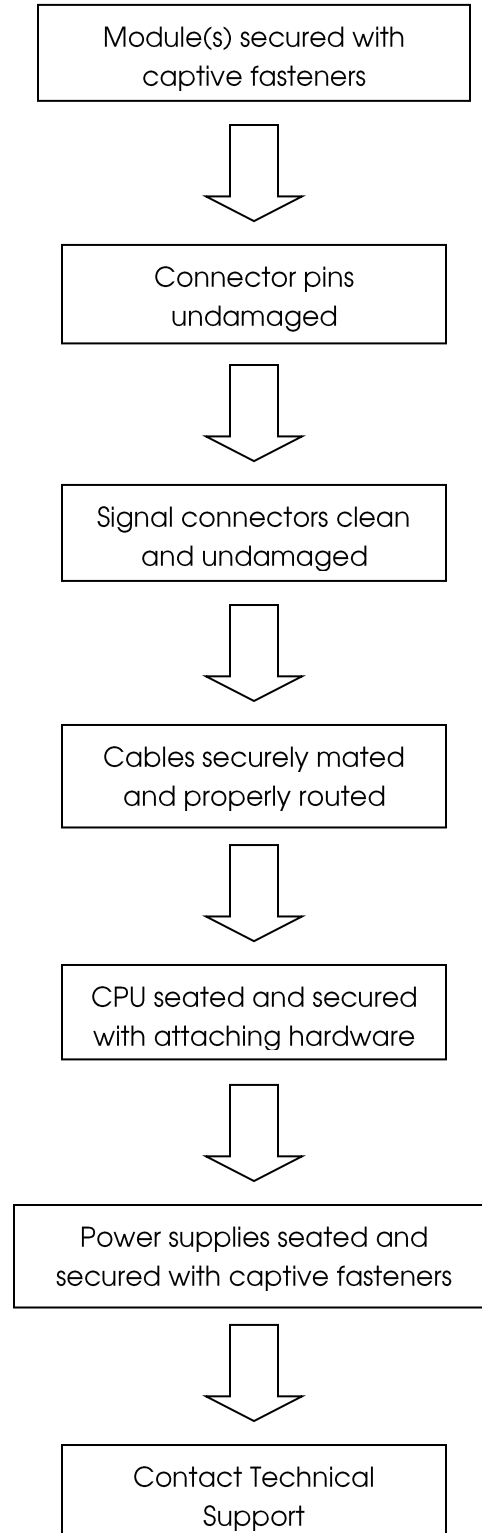 Module(s) secured with
captive fasteners
Connector pins
undamaged
Signal connectors clean
and undamaged
Cables securely mated
and properly routed
CPU seated and secured
with attaching hardware
Power supplies seated and
secured with captive fasteners
Contact Technical
Support